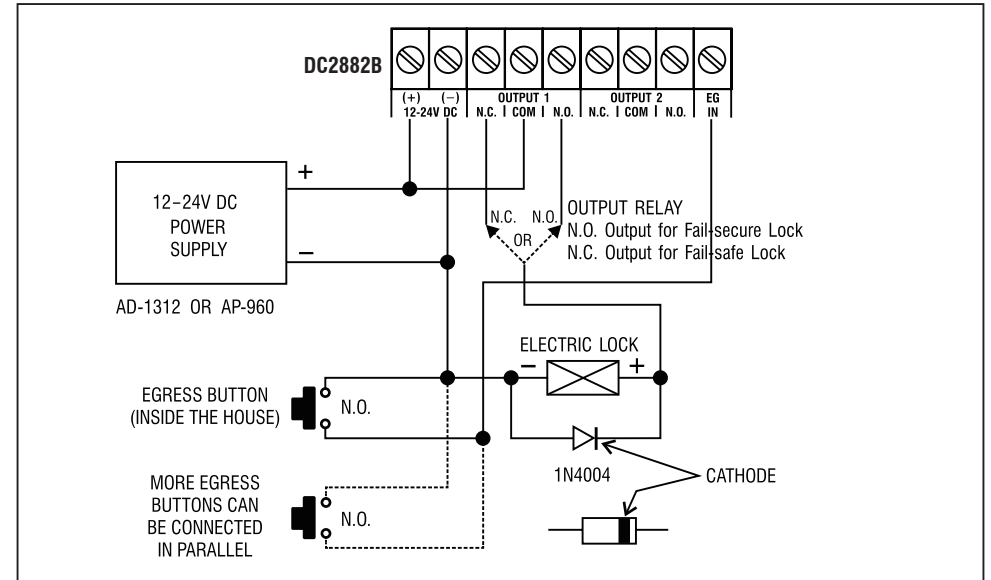 DC2882B
(+) (−) OUTPUT 1 OUTPUT 2 EG
12-24V DC N.C. COM N.O. N.C. COM N.O. IN
+
12–24V DC
POWER
SUPPLY
−
AD-1312 OR AP-960
N.C. N.O.
OR
OUTPUT RELAY
N.O. Output for Fail-secure Lock
N.C. Output for Fail-safe Lock
ELECTRIC LOCK
− +
EGRESS BUTTON
(INSIDE THE HOUSE)
N.O.
1N4004
CATHODE
MORE EGRESS
BUTTONS CAN
BE CONNECTED
IN PARALLEL
N.O.